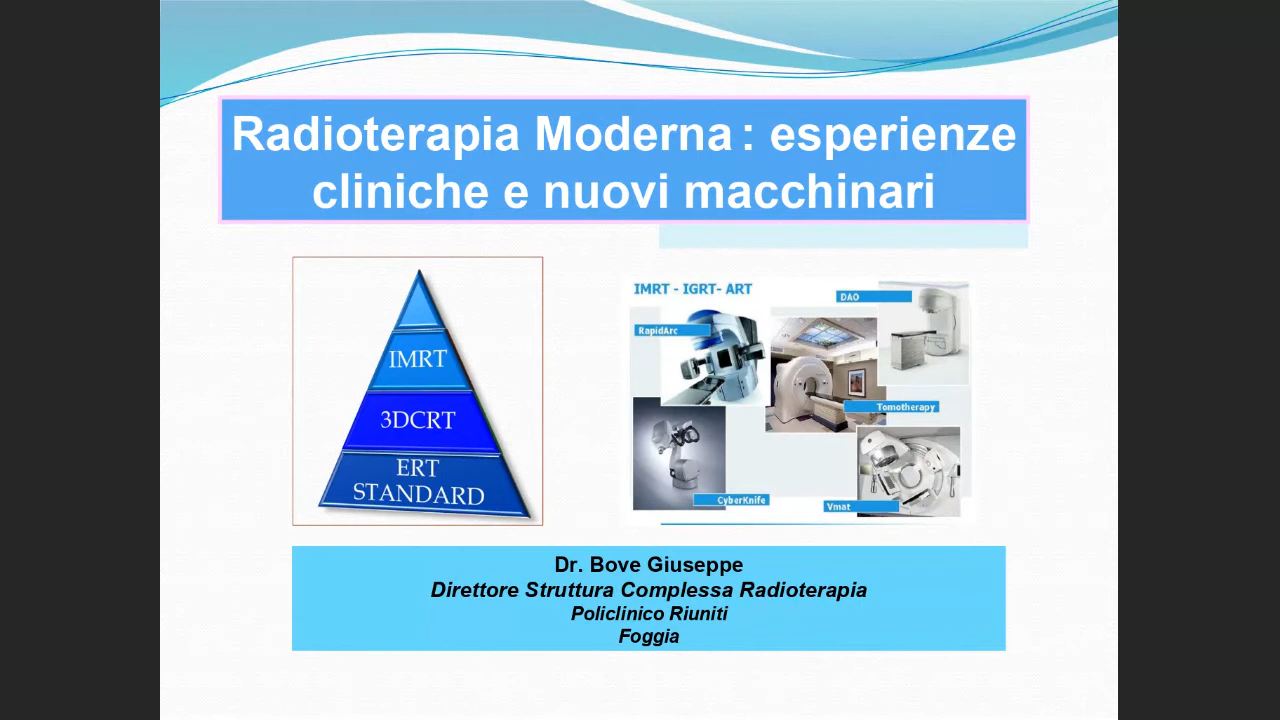 Radioterapia Moderna : esperienze
cliniche e nuovi macchinari
IMRT
3DCRT
ERT
STANDARD
IMRT - IGRT- ART
DAO
RapidArc
Tomotherapy
CyberKnife
Vmat
Dr. Bove Giuseppe
Direttore Struttura Complessa Radioterapia
Policlinico Riuniti
Foggia